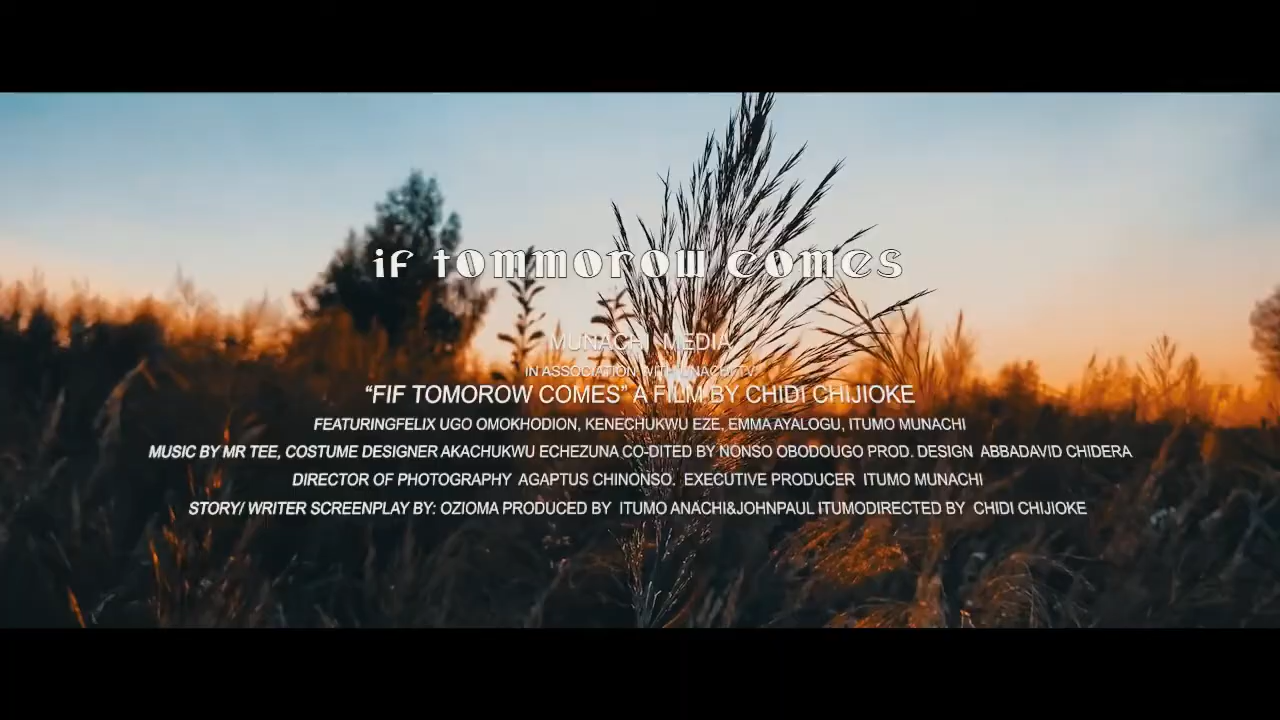 if tommorow comes
MUNACHI MEDIA
IN ASSOCIATION WITH UNACHI TV
“FIF TOMOROW COMES” A FILM BY CHIDI CHIJIOKE
FEATURINGFELIX UGO OMOKHODION, KENECHUKWU EZE, EMMA AYALOGU, ITUMO MUNACHI
MUSIC BY MR TEE, COSTUME DESIGNER AKACHUKWU ECHEZUNA CO-DITED BY NONSO OBODOUGO PROD. DESIGN ABBADAVID CHIDERA
DIRECTOR OF PHOTOGRAPHY AGAPTUS CHINONSO. EXECUTIVE PRODUCER ITUMO MUNACHI
STORY/ WRITER SCREENPLAY BY: OZIOMA PRODUCED BY ITUMO ANACHI&JOHNPAUL ITUMODIRECTED BY CHIDI CHIJIOKE